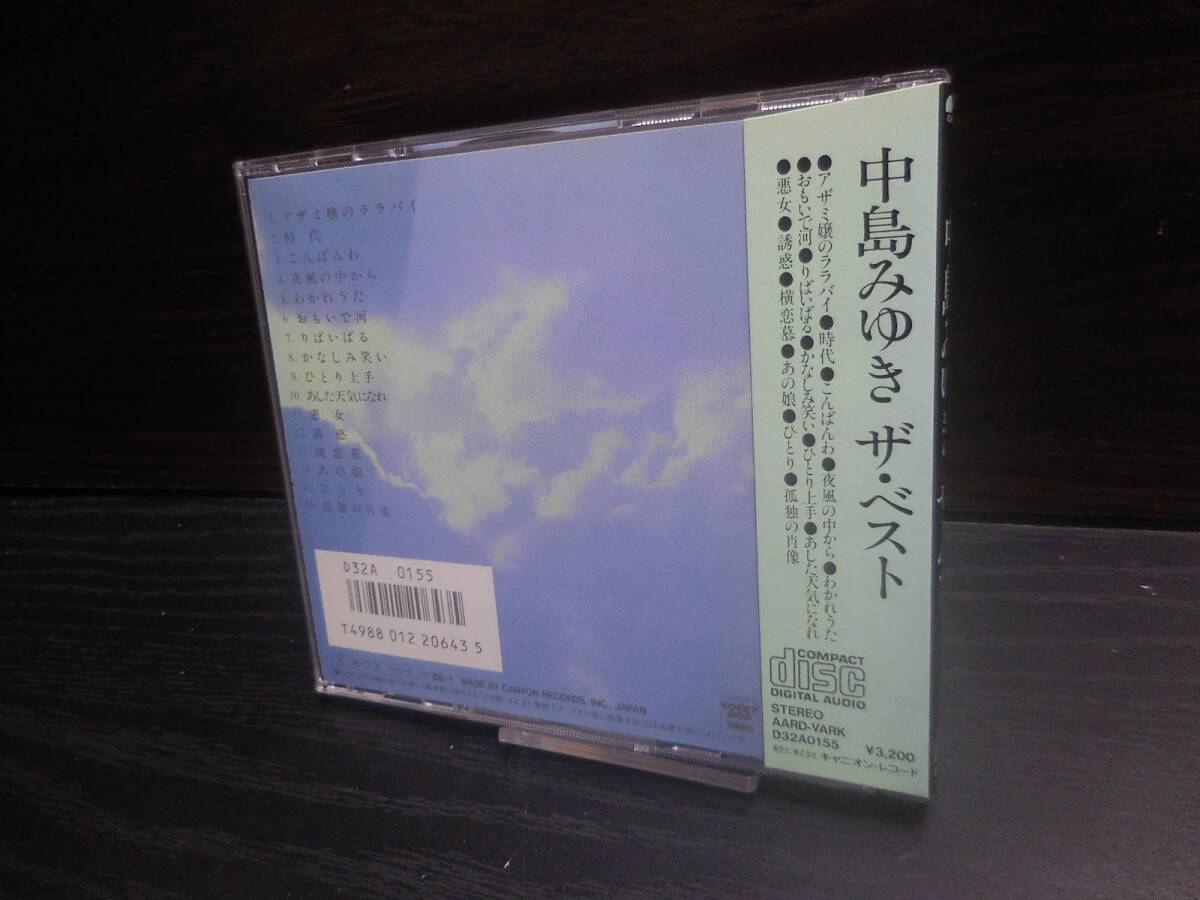 1. アザミ嬢のララバイ
2. 時代
3. こんばんわ
4. 夜風の中から
5. わかれうた
6. おもいで河
7. りばいばる
8. かなしみ笑い
9. ひとり上手
10. あした天気になれ
11. 悪女
12. 誘惑
13. 横恋慕
14. あの娘
15. ひとり
16. 孤独の肖像
D32A 0155
T4988 012 20643 5
MADE BY CANYON RECORDS, INC., JAPAN
中島みゆき ザ・ベスト
●アザミ嬢のララバイ●時代●こんばんわ●夜風の中から●わかれうた
●おもいで河●りばいばる●かなしみ笑い●ひとり上手●あした天気になれ
●悪女●誘惑●横恋慕●あの娘●ひとり●孤独の肖像
COMPACT
disc
DIGITAL AUDIO
STEREO
AARD-VARK
D32A0155
¥3,200
発売元・株式会社キャニオン・レコード